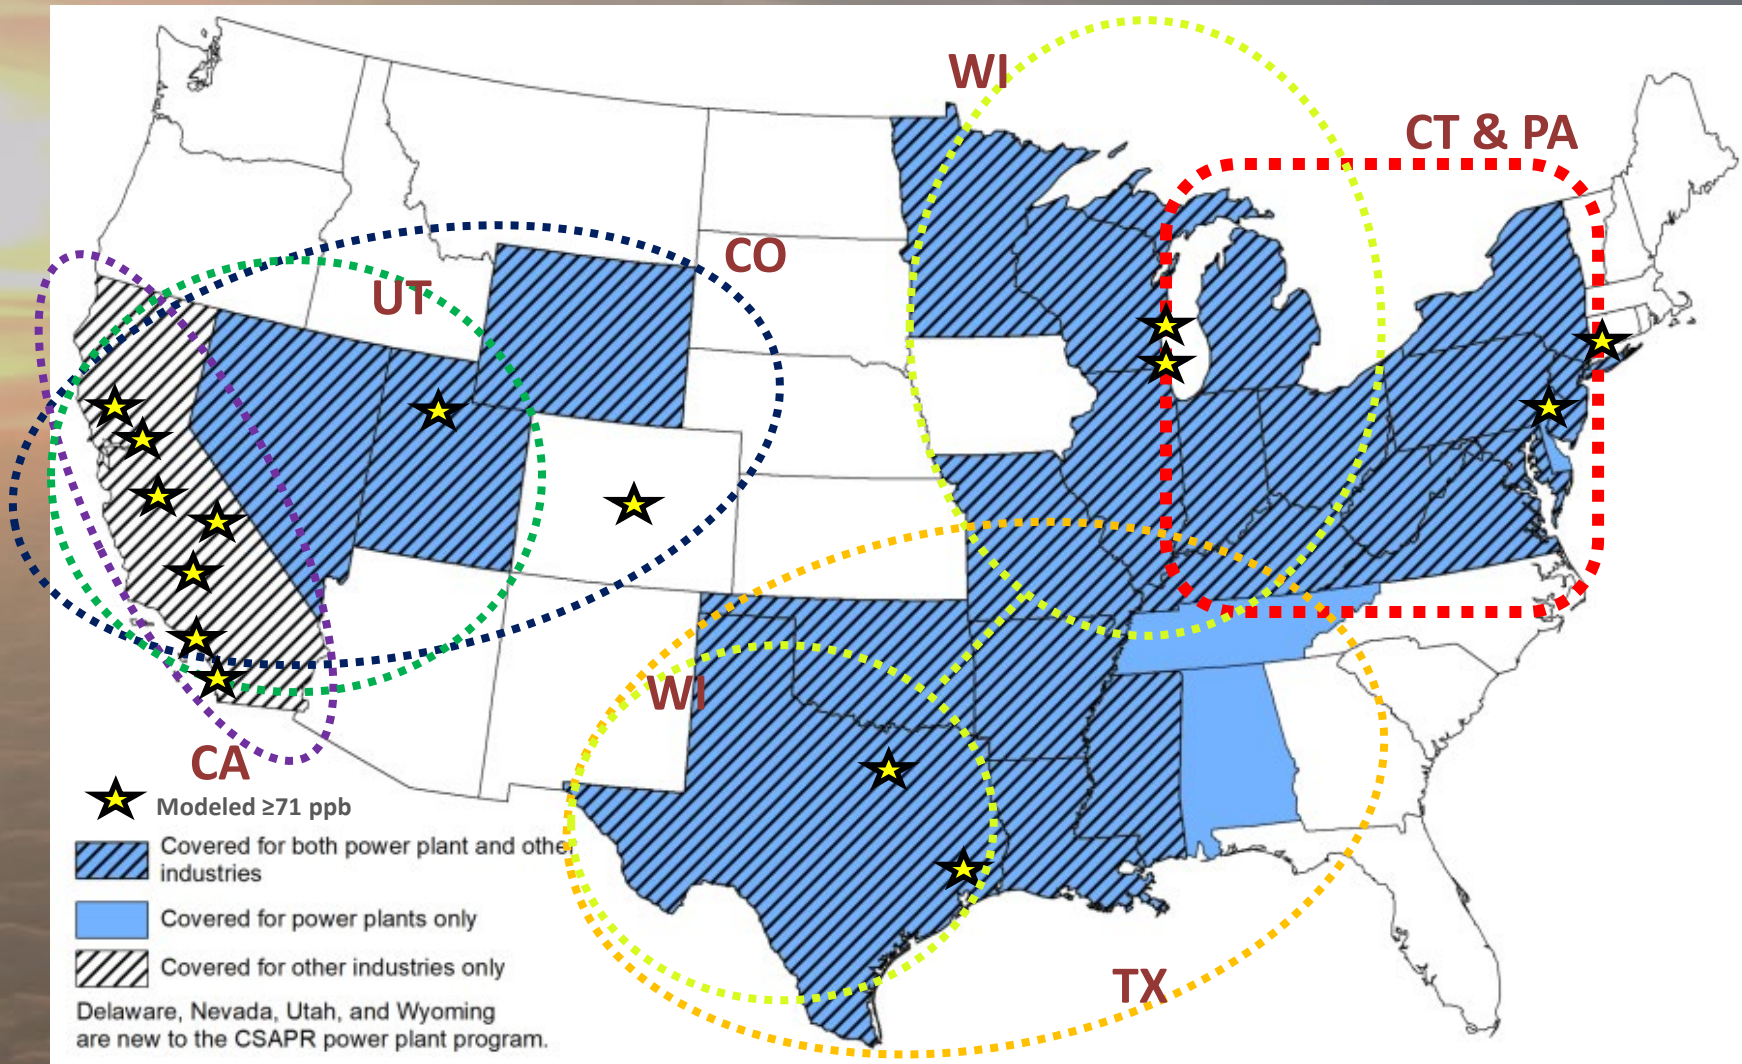 WI
CT & PA
CO
UT
WI
CA
TX
Modeled ≥71 ppb
Covered for both power plant and other
industries
Covered for power plants only
Covered for other industries only
Delaware, Nevada, Utah, and Wyoming
are new to the CSAPR power plant program.